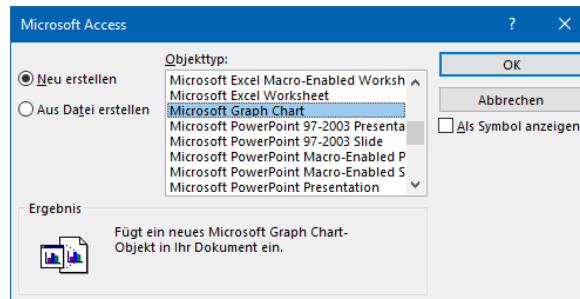 Microsoft Access
Objekttyp:
Neu erstellen
Aus Datei erstellen
Microsoft Excel Macro-Enabled Worksh
Microsoft Excel Worksheet
Microsoft Graph Chart
Microsoft PowerPoint 97-2003 Presenta
Microsoft PowerPoint 97-2003 Slide
Microsoft PowerPoint Macro-Enabled P
Microsoft PowerPoint Macro-Enabled S
Microsoft PowerPoint Presentation
OK
Abbrechen
Als Symbol anzeigen
Ergebnis
Fügt ein neues Microsoft Graph Chart-
Objekt in Ihr Dokument ein.